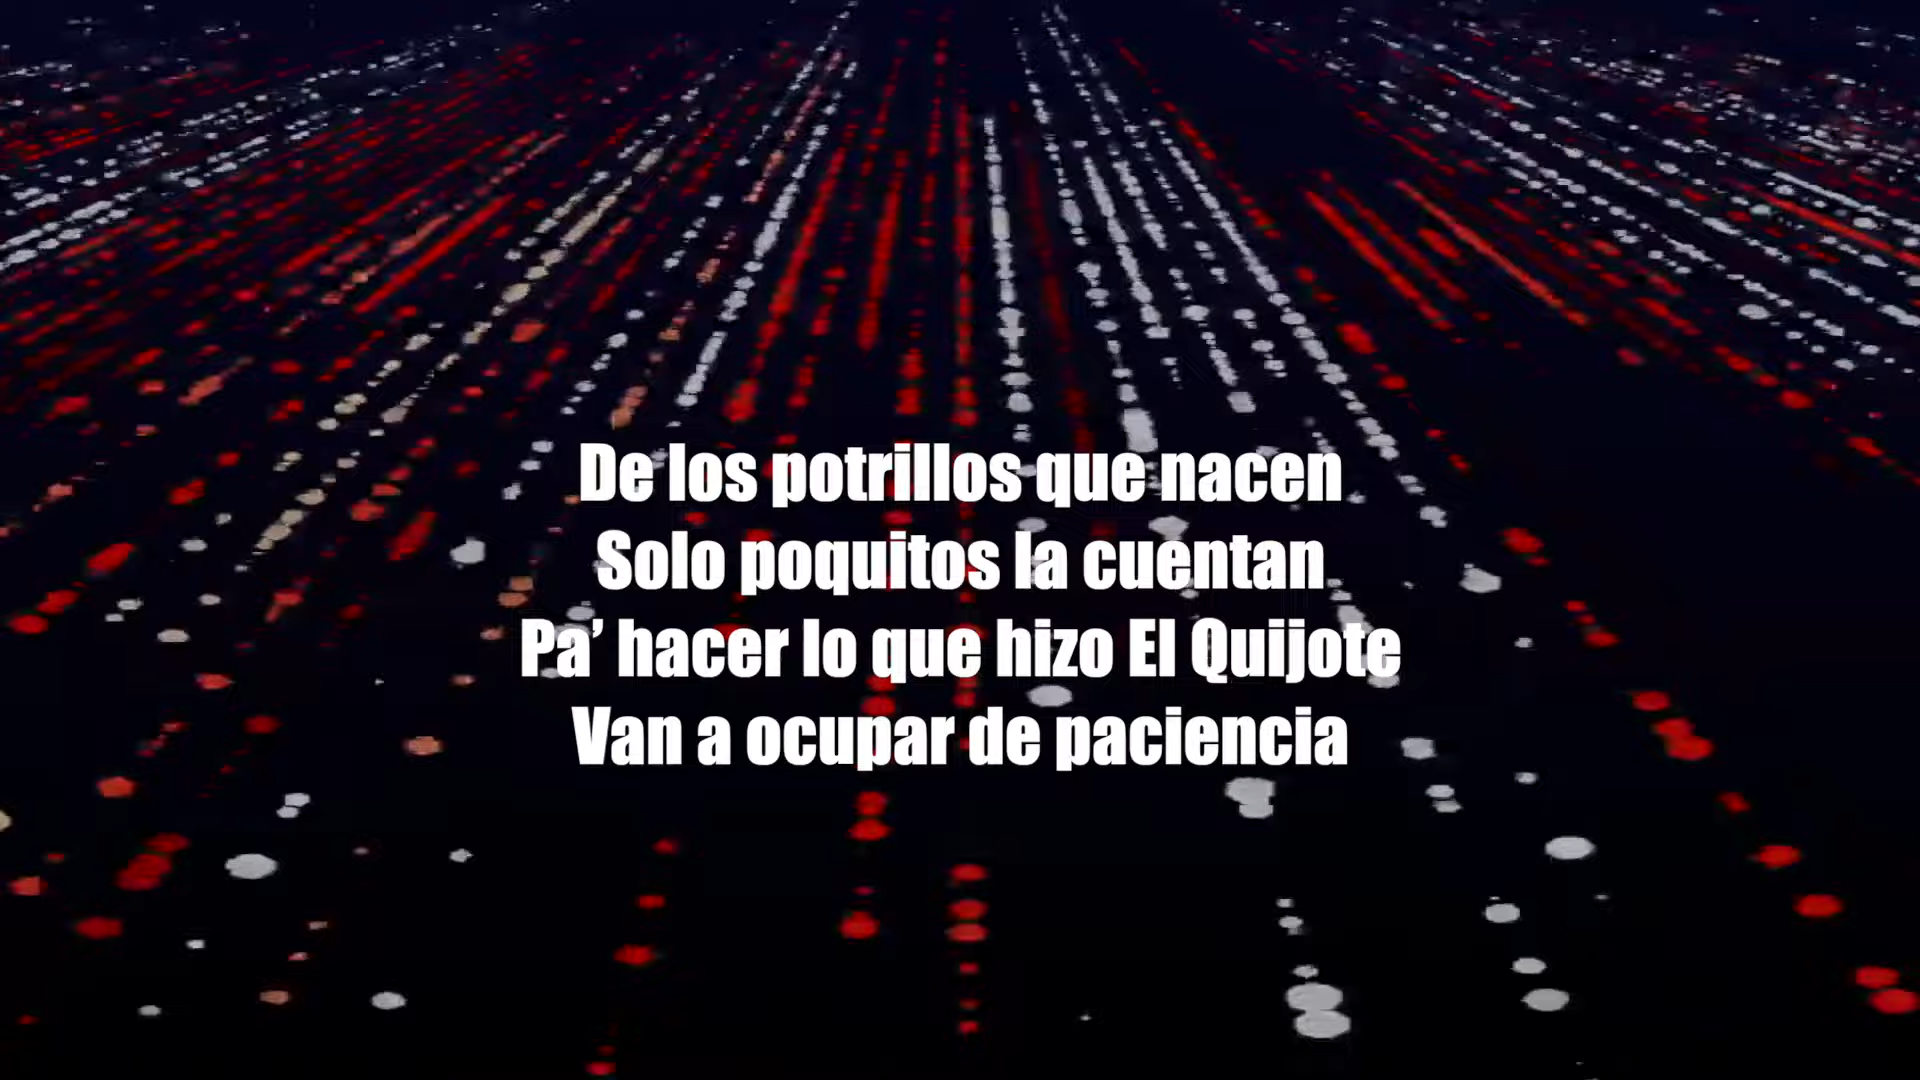 De los potrillos que nacen
Solo poquitos la cuentan
Pa’ hacer lo que hizo El Quijote
Van a ocupar de paciencia